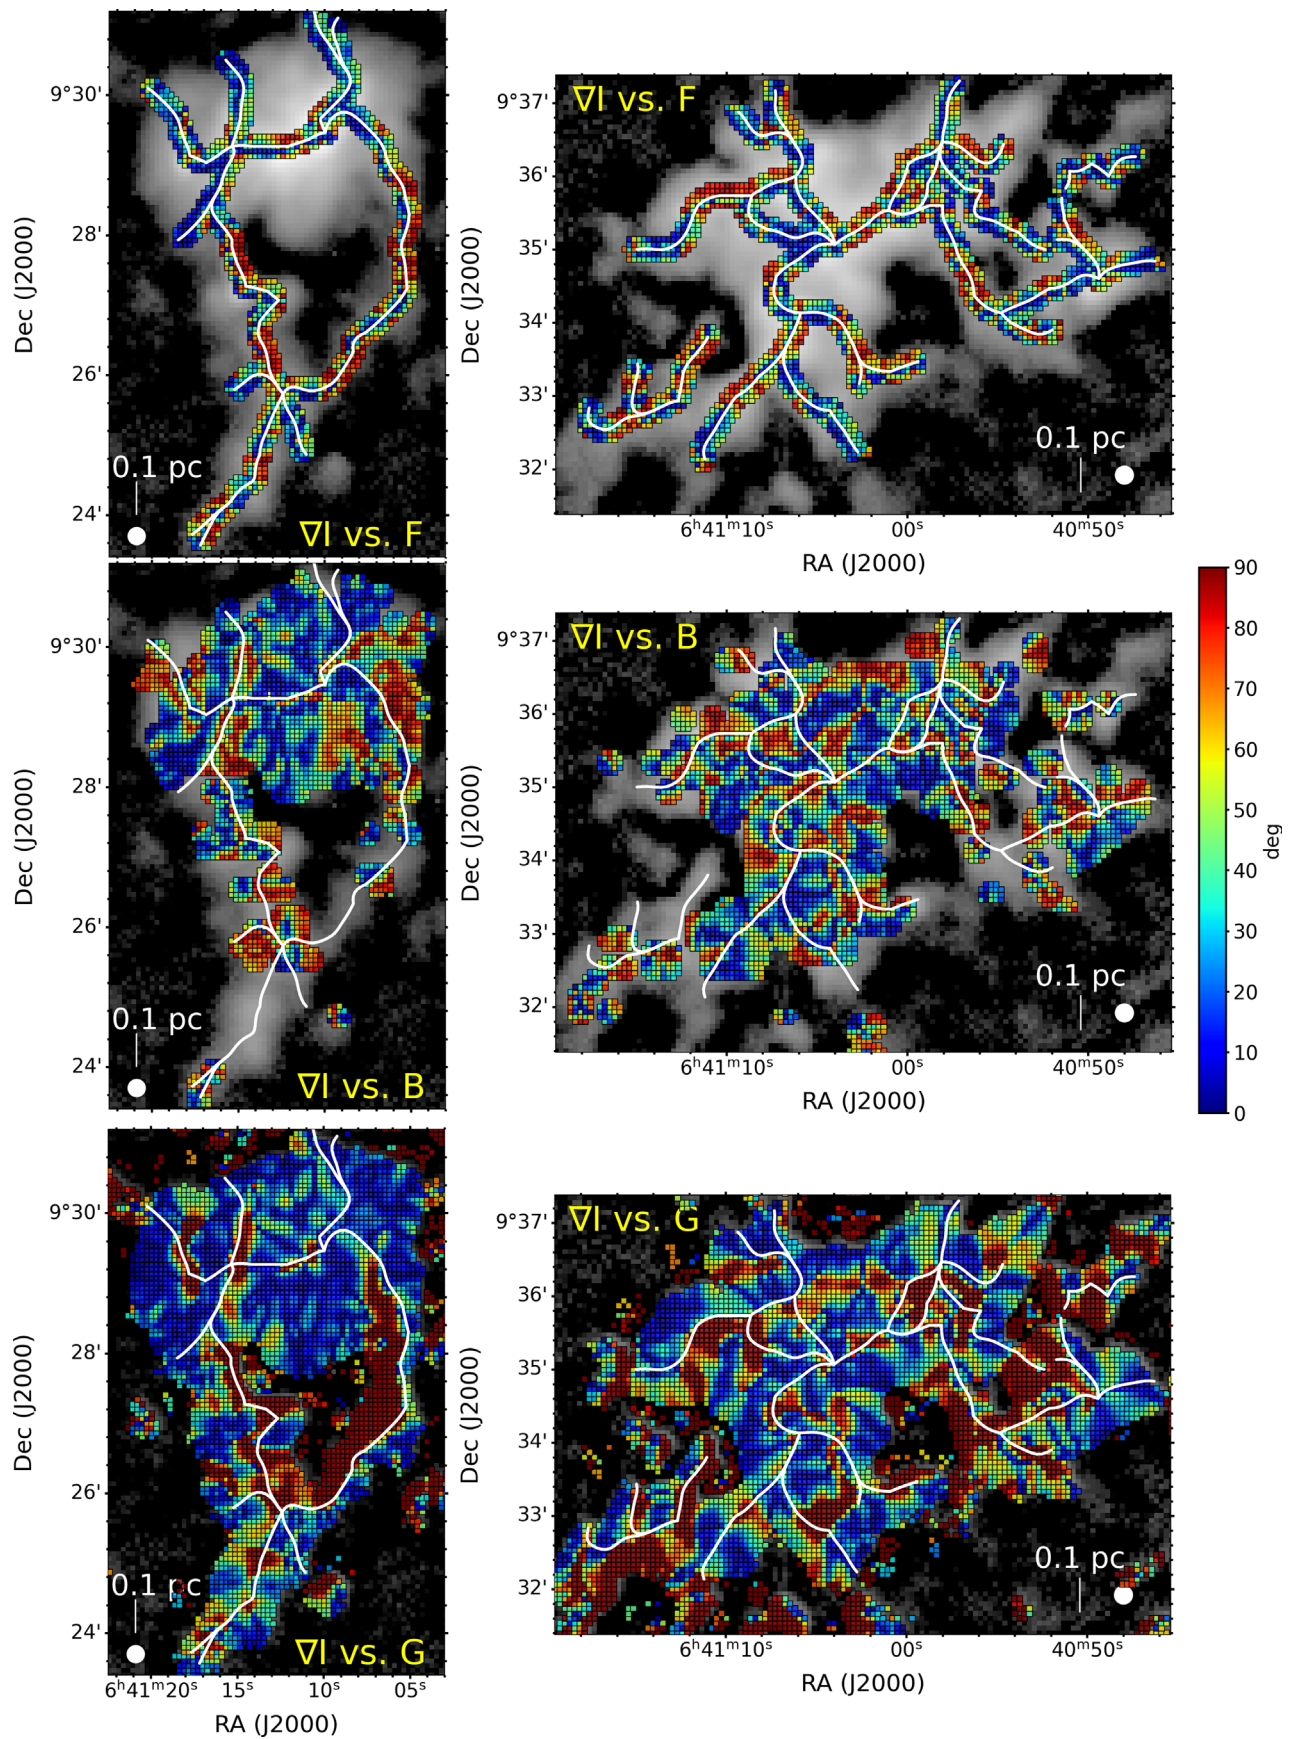 ∇I vs. F
9°30'
28'
26'
24'
Dec (J2000)
0.1 pc
∇I vs. F
9°37'
36'
35'
34'
33'
32'
Dec (J2000)
0.1 pc
6ʰ41ᵐ10ˢ
00ˢ
40ᵐ50ˢ
RA (J2000)
∇I vs. B
9°30'
28'
26'
24'
Dec (J2000)
0.1 pc
∇I vs. B
9°37'
36'
35'
34'
33'
32'
Dec (J2000)
0.1 pc
6ʰ41ᵐ10ˢ
00ˢ
40ᵐ50ˢ
RA (J2000)
90
80
70
60
50
40
30
20
10
0
deg
∇I vs. G
9°30'
28'
26'
24'
Dec (J2000)
0.1 pc
6ʰ41ᵐ20ˢ
15ˢ
10ˢ
05ˢ
RA (J2000)
∇I vs. G
9°37'
36'
35'
34'
33'
32'
Dec (J2000)
0.1 pc
6ʰ41ᵐ10ˢ
00ˢ
40ᵐ50ˢ
RA (J2000)